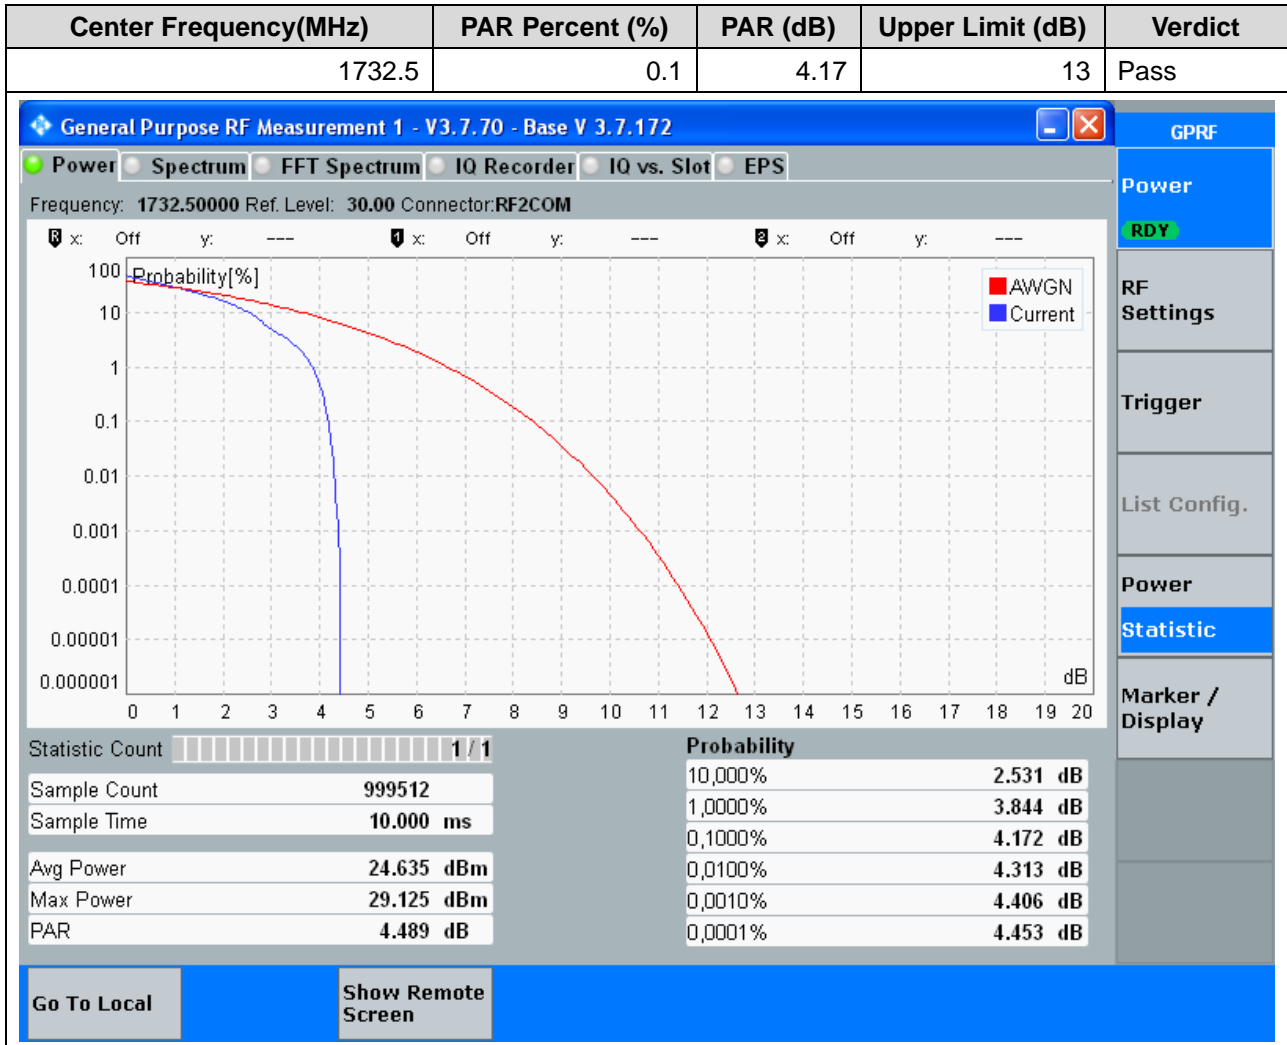 Center Frequency(MHz) PAR Percent (%) PAR (dB) Upper Limit (dB) Verdict
1732.5 0.1 4.17 13 Pass
General Purpose RF Measurement 1 - V3.7.70 - Base V 3.7.172
GPRF
Power Spectrum FFT Spectrum IQ Recorder IQ vs. Slot EPS
Frequency: 1732.50000 Ref. Level: 30.00 Connector:RF2COM
R x: Off y: --- 1 x: Off y: --- 2 x: Off y: ---
Probability[%]
AWGN
Current
100
10
1
0.1
0.01
0.001
0.0001
0.00001
0.000001
dB
0 1 2 3 4 5 6 7 8 9 10 11 12 13 14 15 16 17 18 19 20
Statistic Count 1 / 1
Sample Count 999512
Sample Time 10.000 ms
Avg Power 24.635 dBm
Max Power 29.125 dBm
PAR 4.489 dB
Probability
10,000% 2.531 dB
1,0000% 3.844 dB
0,1000% 4.172 dB
0,0100% 4.313 dB
0,0010% 4.406 dB
0,0001% 4.453 dB
Power
RDY
RF
Settings
Trigger
List Config.
Power
Statistic
Marker /
Display
Go To Local
Show Remote
Screen